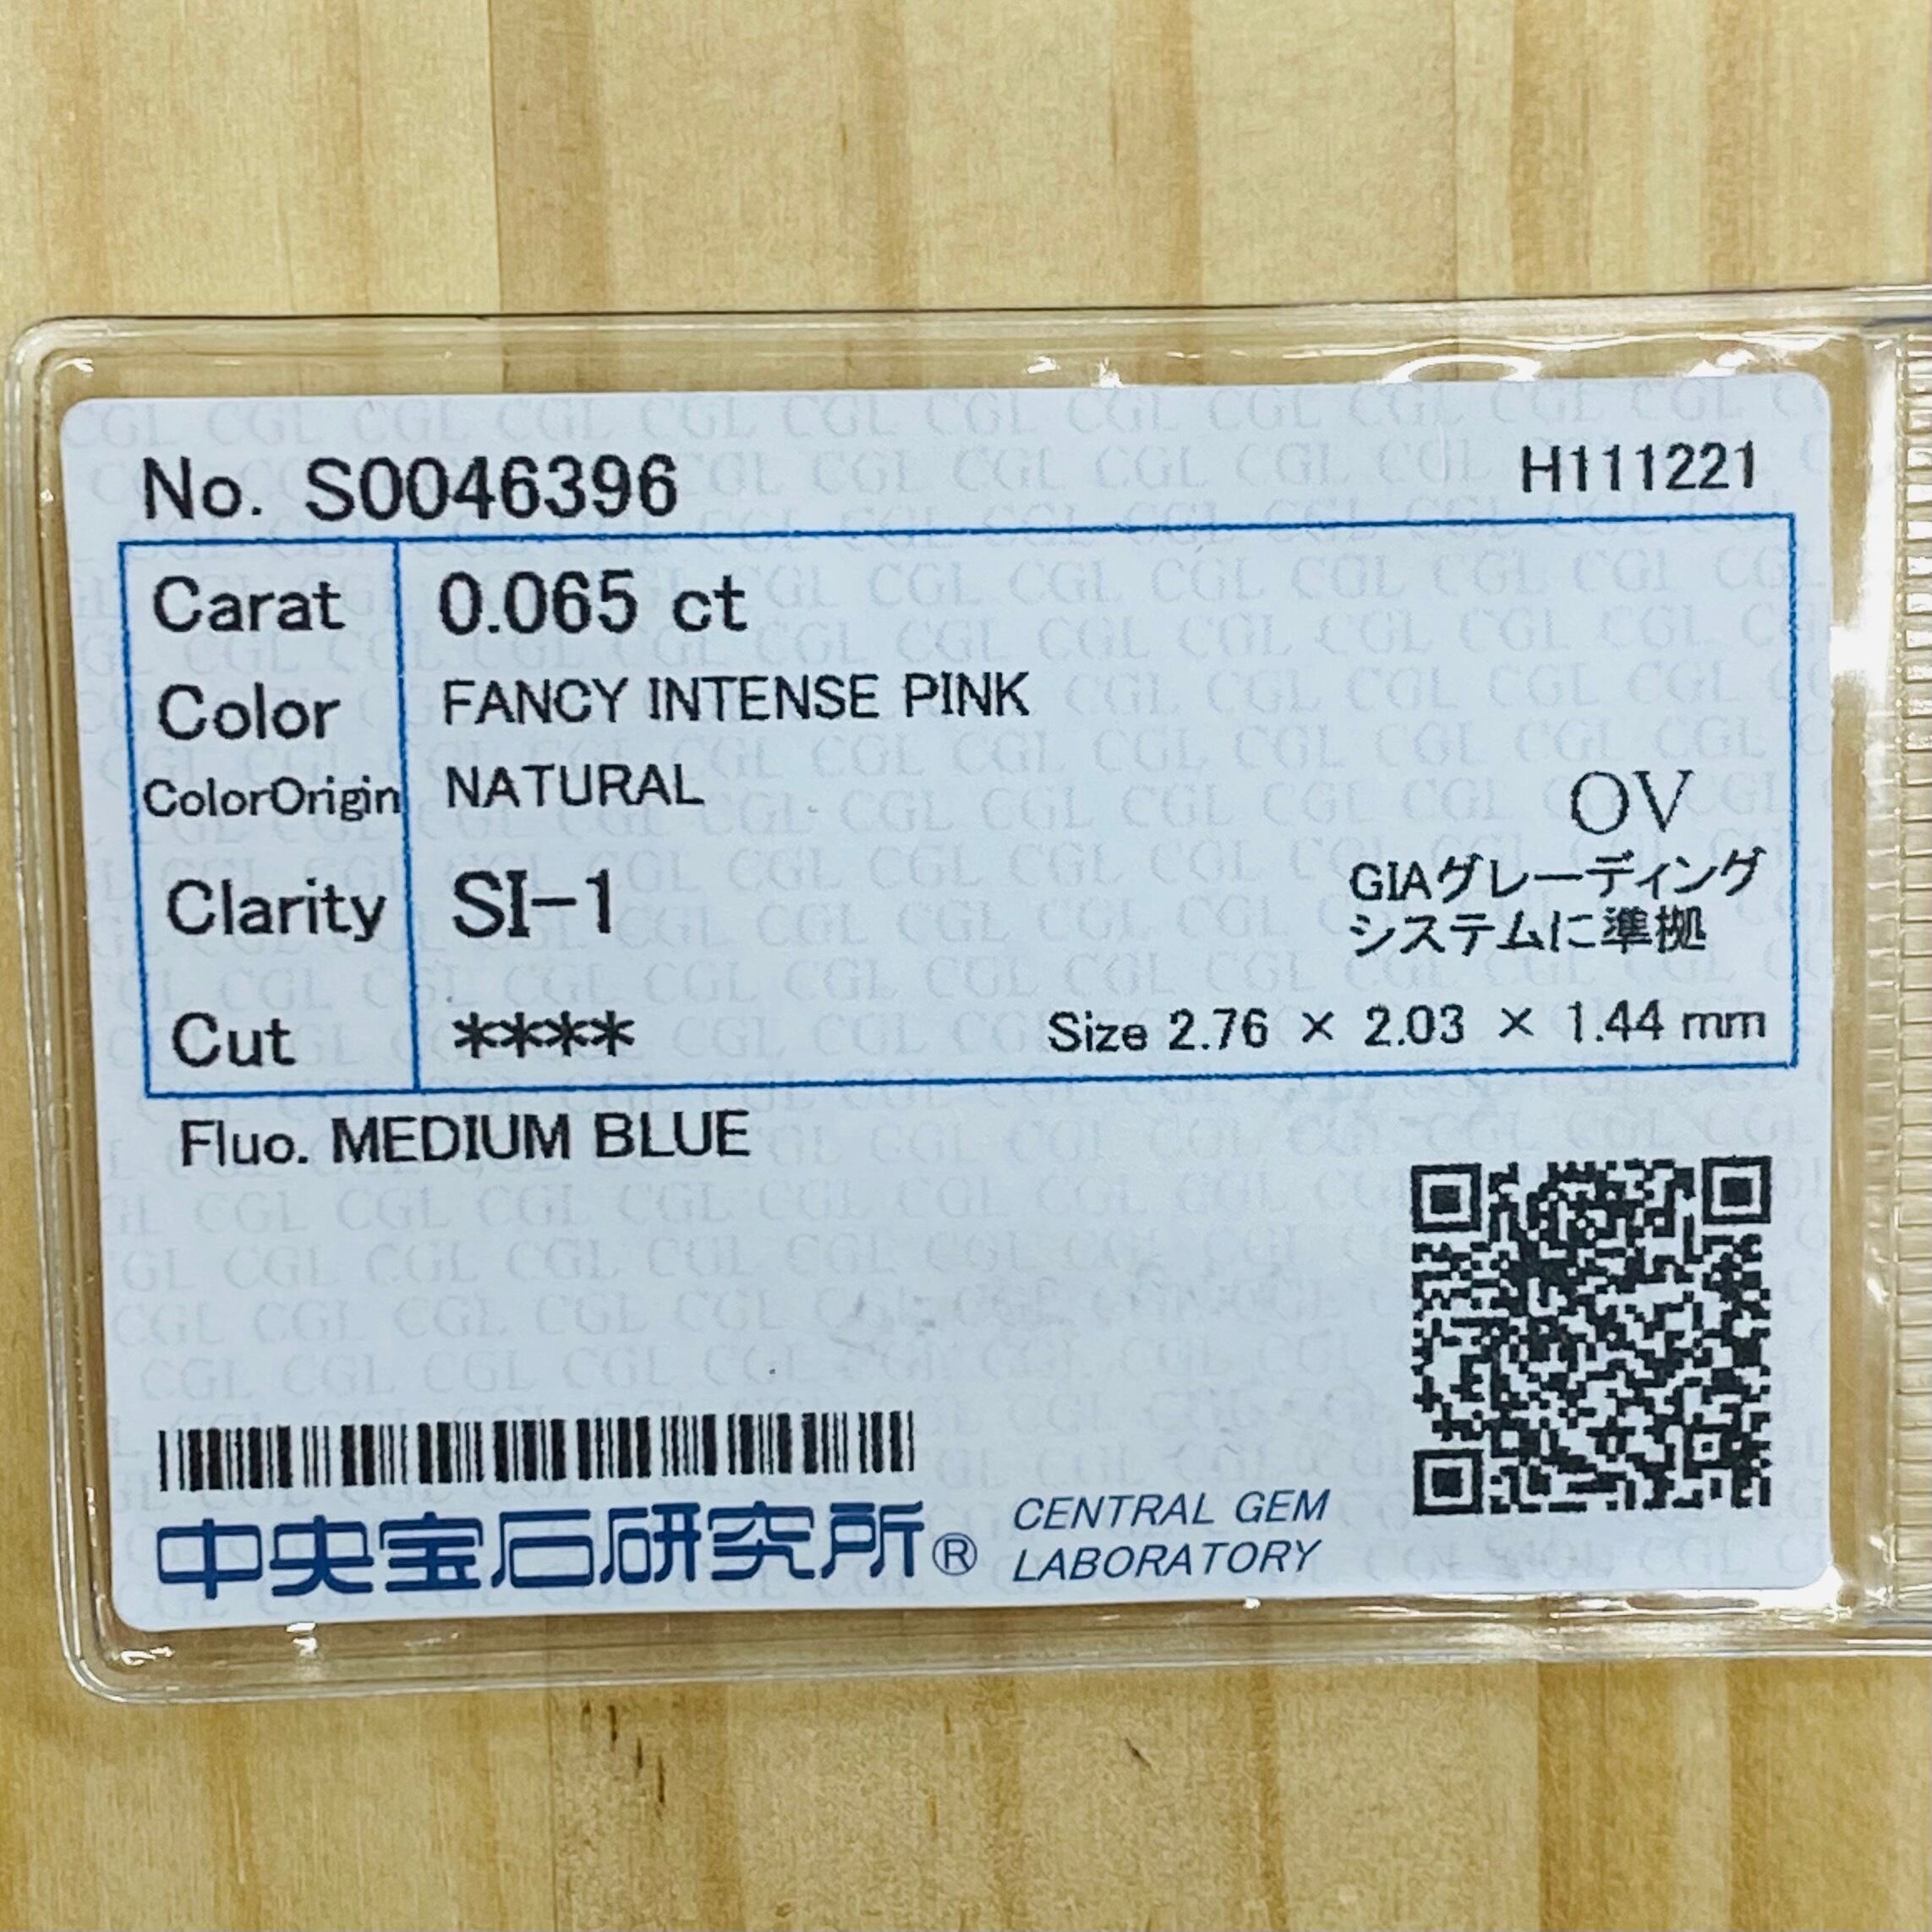 No. S0046396
H111221
Carat 0.065 ct
Color FANCY INTENSE PINK
ColorOrigin NATURAL
OV
Clarity SI-1
GIAグレーディング
システムに準拠
Cut ****
Size 2.76 × 2.03 × 1.44 mm
Fluo. MEDIUM BLUE
中央宝石研究所®
CENTRAL GEM
LABORATORY